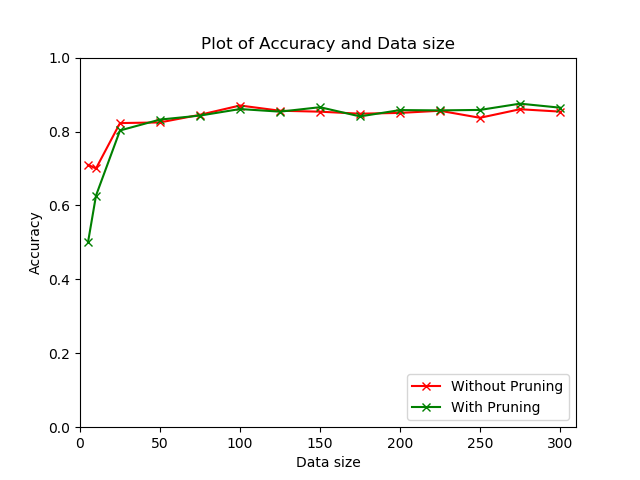 Plot of Accuracy and Data size
1.0
0.8
0.6
0.4
0.2
0.0
Accuracy
0 50 100 150 200 250 300
Data size
Without Pruning
With Pruning